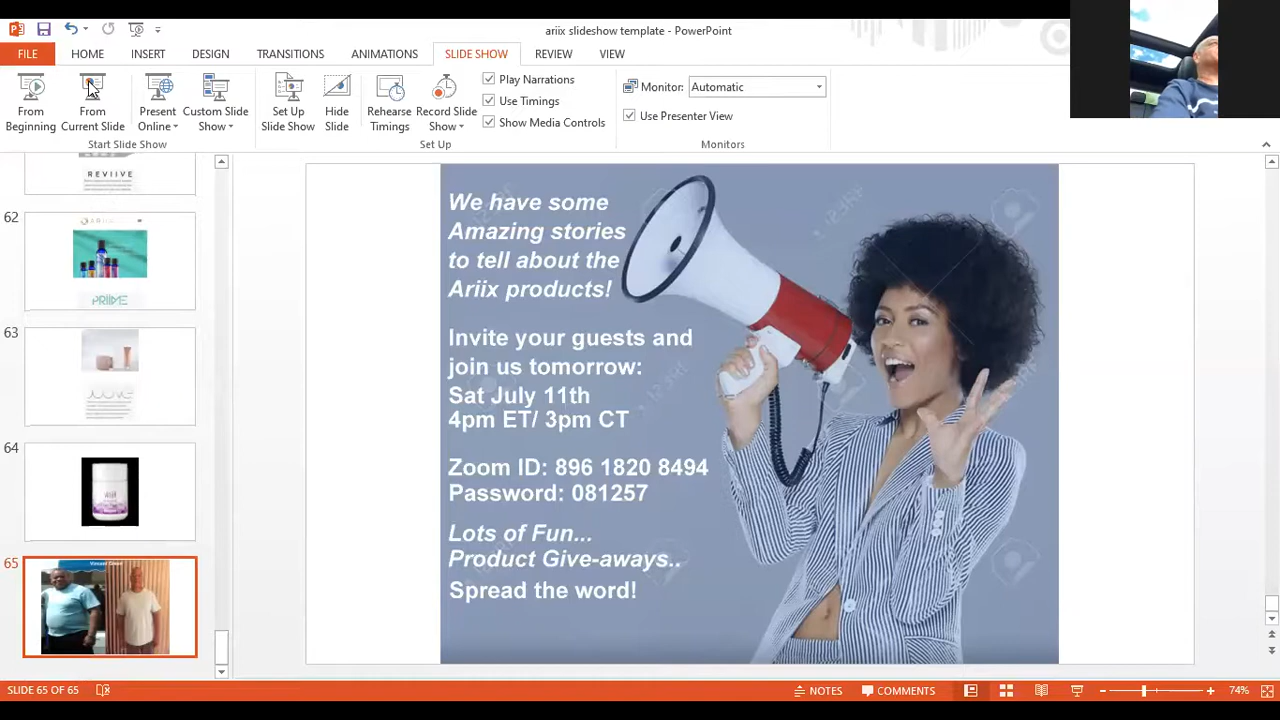 ariix slideshow template - PowerPoint
FILE HOME INSERT DESIGN TRANSITIONS ANIMATIONS SLIDE SHOW REVIEW VIEW
From Beginning
From Current Slide
Present Online
Custom Slide Show
Start Slide Show
Set Up Slide Show
Hide Slide
Rehearse Timings
Record Slide Show
Play Narrations
Use Timings
Show Media Controls
Set Up
Monitor: Automatic
Use Presenter View
Monitors
REVIIVE
62
PRIIME
63
64
65
We have some
Amazing stories
to tell about the
Ariix products!
Invite your guests and
join us tomorrow:
Sat July 11th
4pm ET/ 3pm CT
Zoom ID: 896 1820 8494
Password: 081257
Lots of Fun...
Product Give-aways..
Spread the word!
123RF
SLIDE 65 OF 65
NOTES COMMENTS 74%